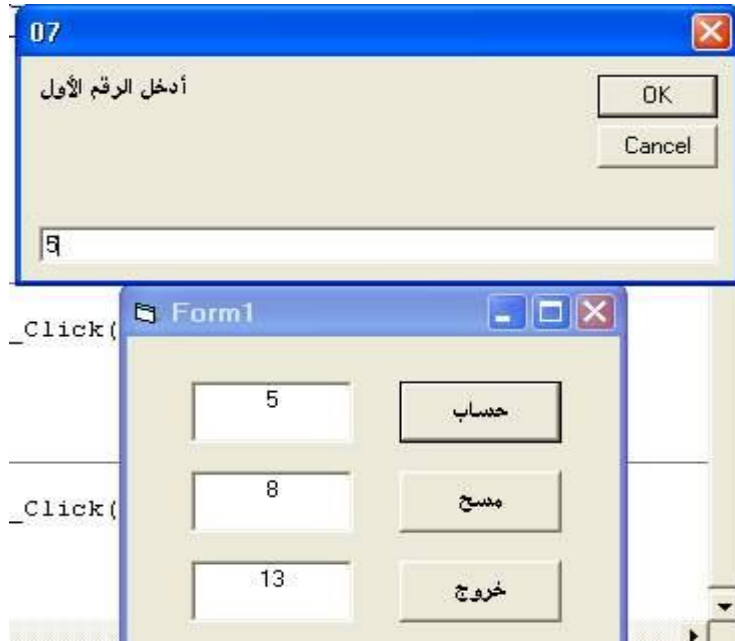 07
أدخل الرقم الأول
OK
Cancel
5
Form1
_Click(
5
حساب
8
مسح
_Click(
13
خروج